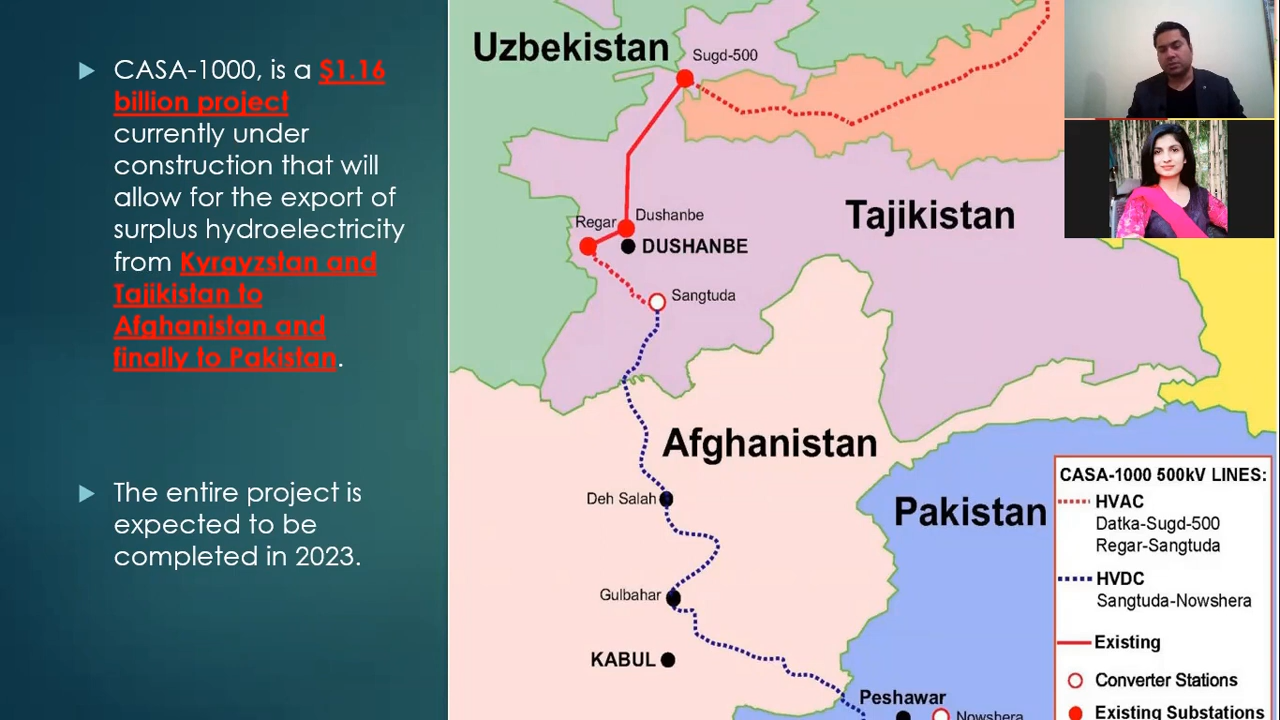 CASA-1000, is a $1.16
billion project
currently under
construction that will
allow for the export of
surplus hydroelectricity
from Kyrgyzstan and
Tajikistan to
Afghanistan and
finally to Pakistan.
The entire project is
expected to be
completed in 2023.
Uzbekistan
Sugd-500
Tajikistan
Regar
Dushanbe
DUSHANBE
Sangtuda
Afghanistan
Deh Salah
Pakistan
Gulbahar
KABUL
Peshawar
Nowshera
CASA-1000 500kV LINES:
HVAC
Datka-Sugd-500
Regar-Sangtuda
HVDC
Sangtuda-Nowshera
Existing
Converter Stations
Existing Substations